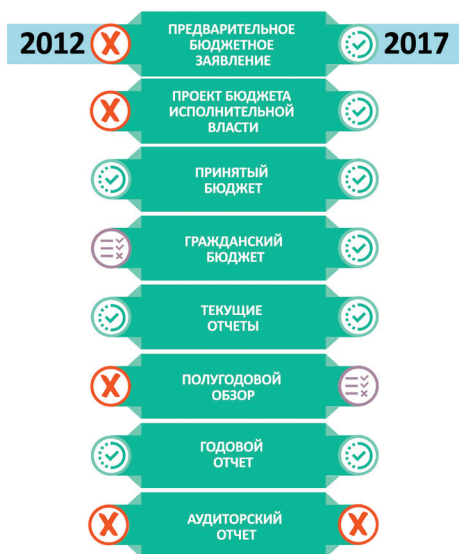 2012
ПРЕДВАРИТЕЛЬНОЕ
БЮДЖЕТНОЕ
ЗАЯВЛЕНИЕ
2017
ПРОЕКТ БЮДЖЕТА
ИСПОЛНИТЕЛЬНОЙ
ВЛАСТИ
ПРИНЯТЫЙ
БЮДЖЕТ
ГРАЖДАНСКИЙ
БЮДЖЕТ
ТЕКУЩИЕ
ОТЧЕТЫ
ПОЛУГОДОВОЙ
ОБЗОР
ГОДОВОЙ
ОТЧЕТ
АУДИТОРСКИЙ
ОТЧЕТ